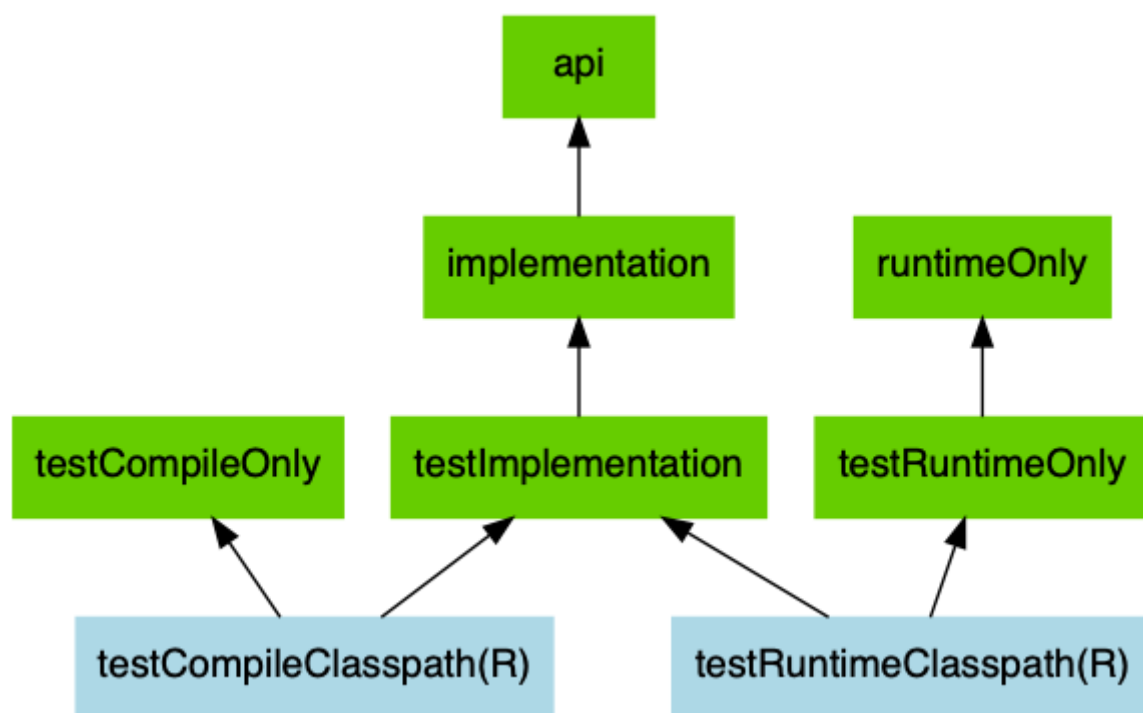 api
implementation
runtimeOnly
testCompileOnly
testImplementation
testRuntimeOnly
testCompileClasspath(R)
testRuntimeClasspath(R)